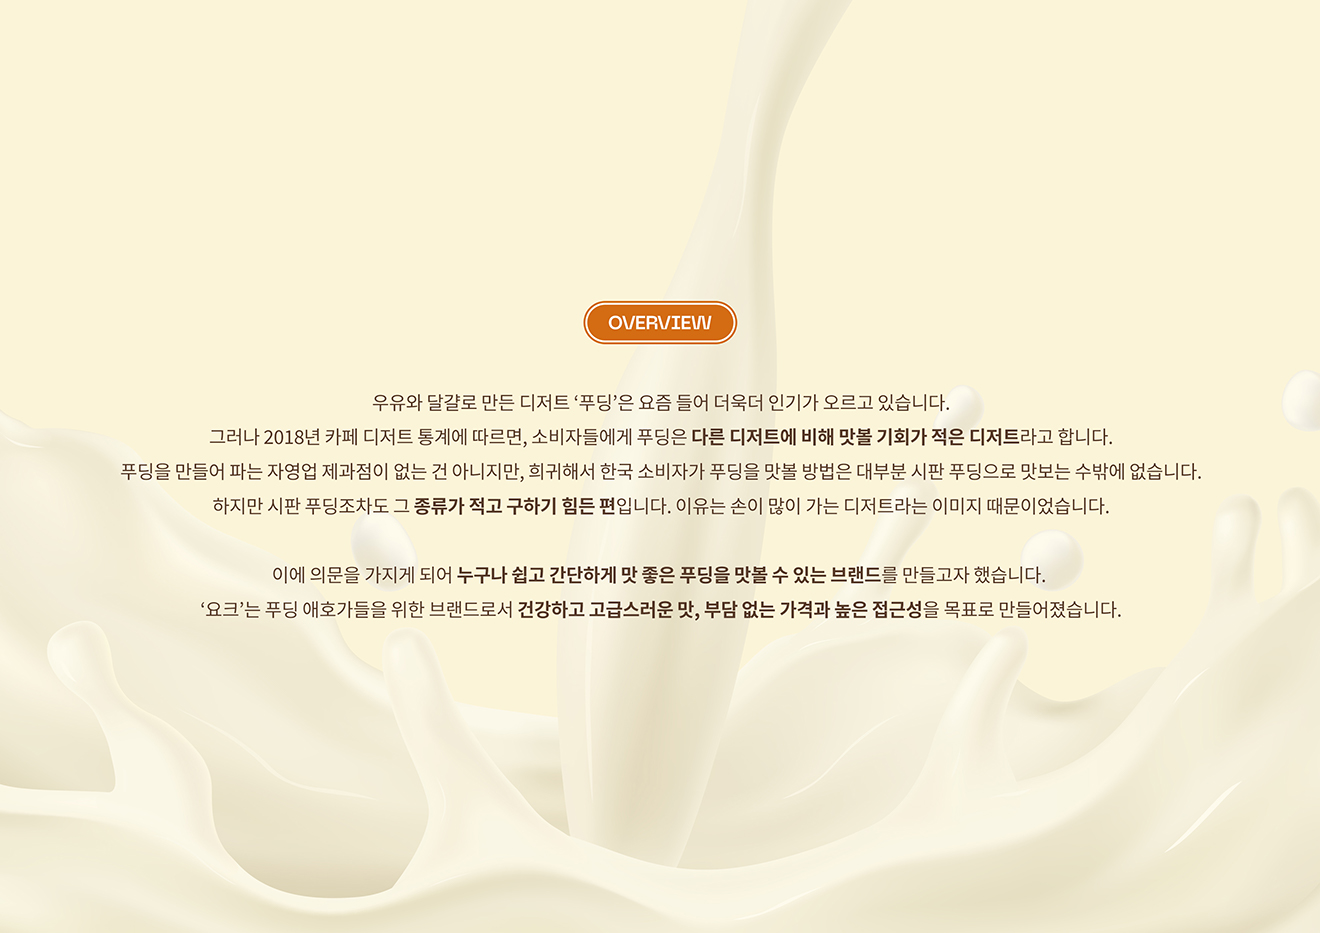 OVERVIEW
우유와 달걀로 만든 디저트 ‘푸딩’은 요즘 들어 더욱더 인기가 오르고 있습니다.
그러나 2018년 카페 디저트 통계에 따르면, 소비자들에게 푸딩은 다른 디저트에 비해 맛볼 기회가 적은 디저트라고 합니다.
푸딩을 만들어 파는 자영업 제과점이 없는 건 아니지만, 희귀해서 한국 소비자가 푸딩을 맛볼 방법은 대부분 시판 푸딩으로 맛보는 수밖에 없습니다.
하지만 시판 푸딩조차도 그 종류가 적고 구하기 힘든 편입니다. 이유는 손이 많이 가는 디저트라는 이미지 때문이었습니다.
이에 의문을 가지게 되어 누구나 쉽고 간단하게 맛 좋은 푸딩을 맛볼 수 있는 브랜드를 만들고자 했습니다.
‘요크’는 푸딩 애호가들을 위한 브랜드로서 건강하고 고급스러운 맛, 부담 없는 가격과 높은 접근성을 목표로 만들어졌습니다.